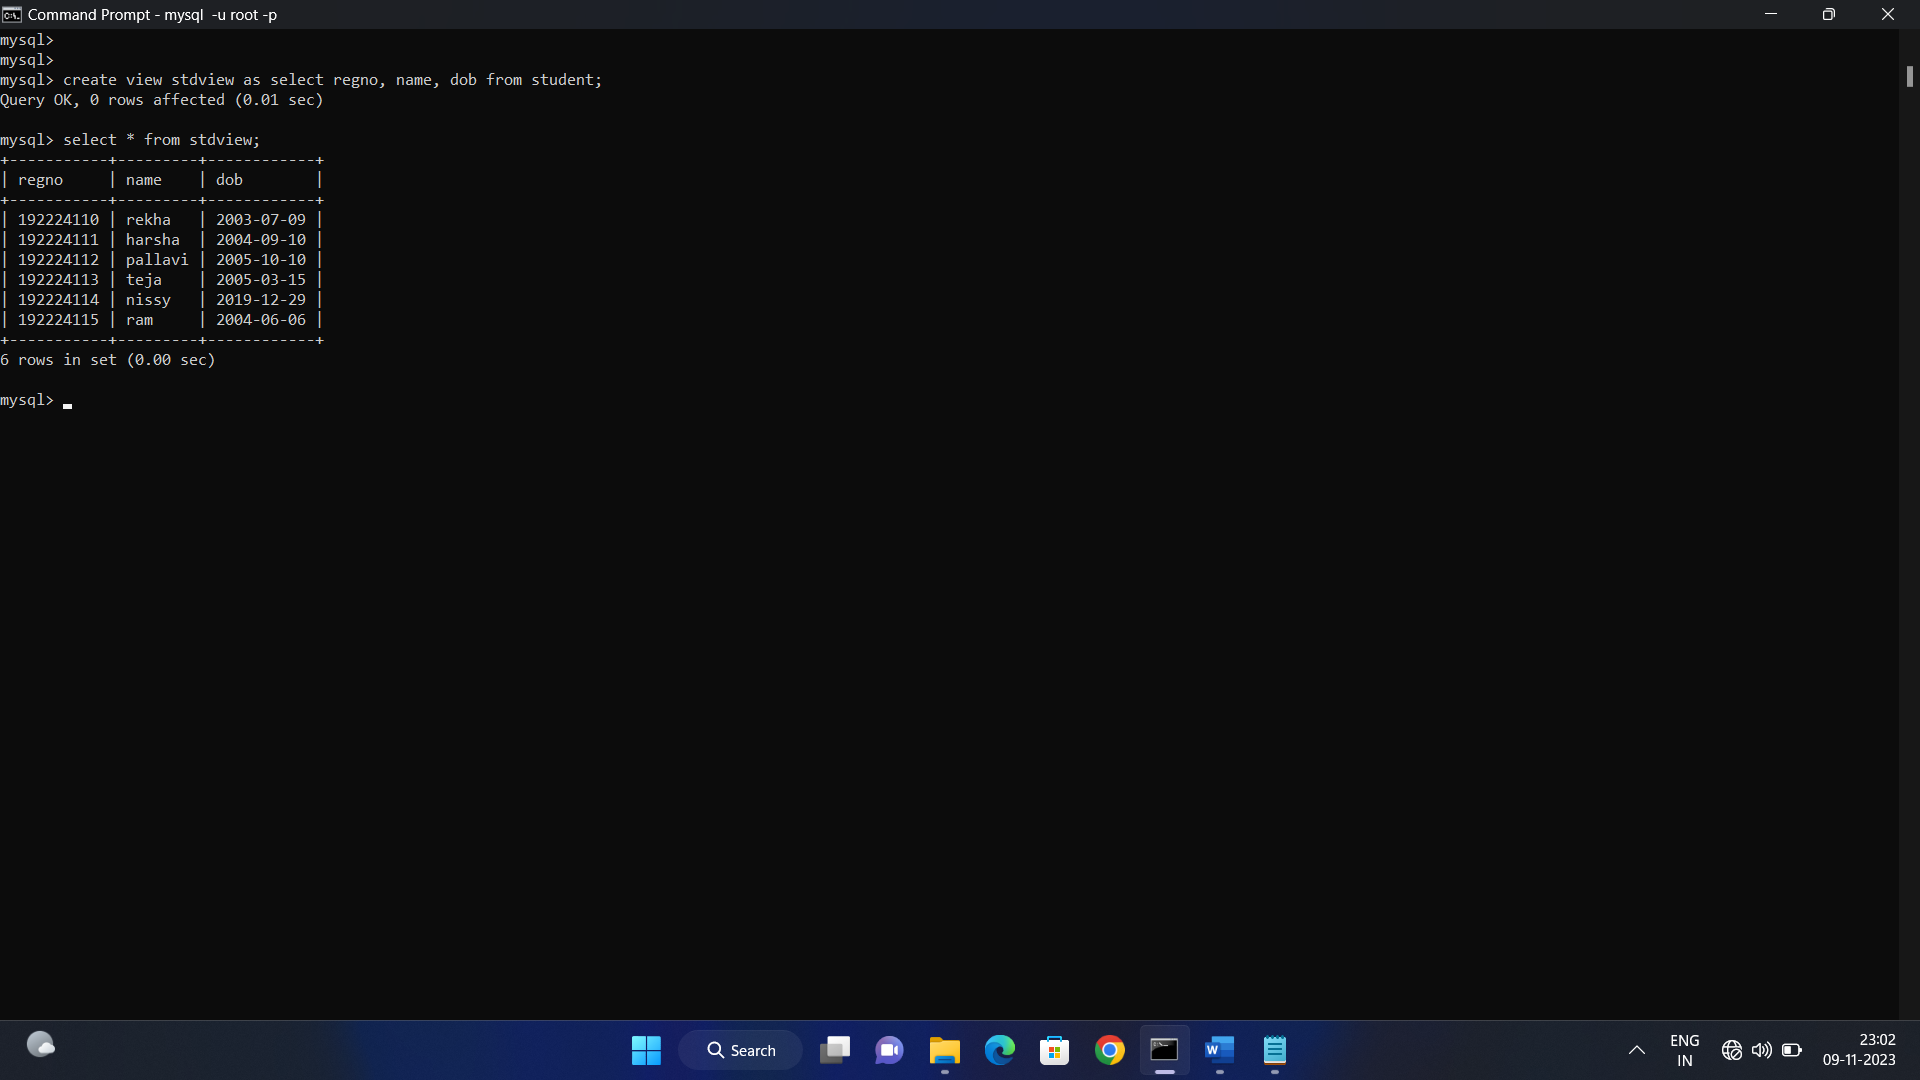 Command Prompt - mysql  -u root -p
mysql>
mysql>
mysql> create view stdview as select regno, name, dob from student;
Query OK, 0 rows affected (0.01 sec)

mysql> select * from stdview;
+-----------+---------+------------+
| regno     | name    | dob        |
+-----------+---------+------------+
| 192224110 | rekha   | 2003-07-09 |
| 192224111 | harsha  | 2004-09-10 |
| 192224112 | pallavi | 2005-10-10 |
| 192224113 | teja    | 2005-03-15 |
| 192224114 | nissy   | 2019-12-29 |
| 192224115 | ram     | 2004-06-06 |
+-----------+---------+------------+
6 rows in set (0.00 sec)

mysql>
Search
ENG
IN
23:02
09-11-2023